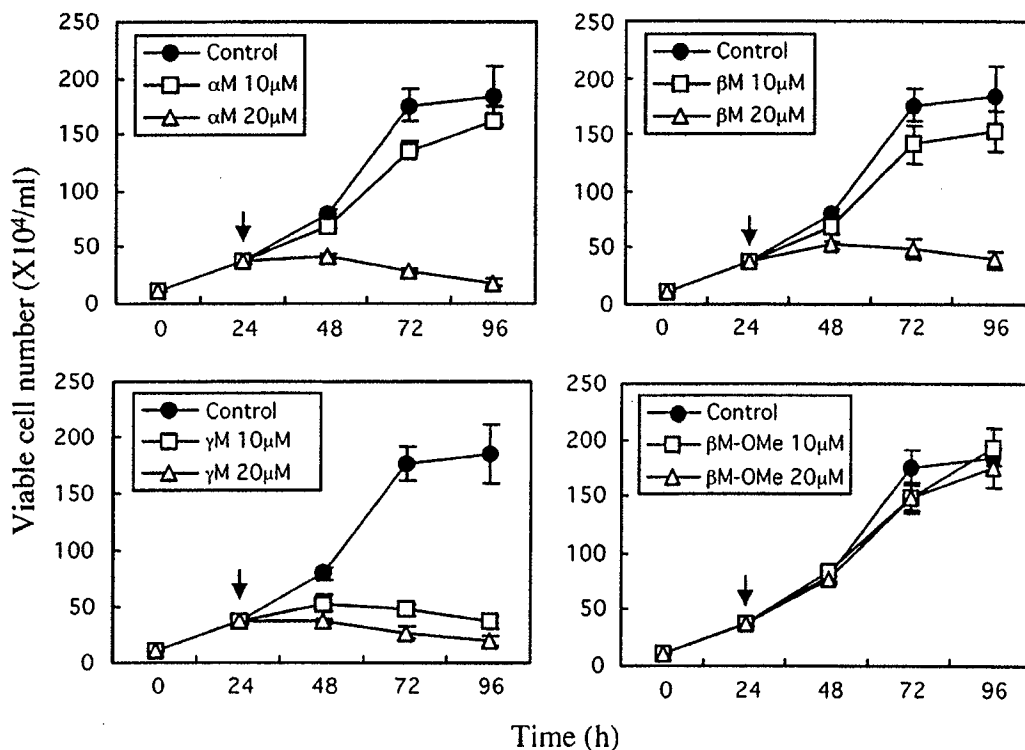 Viable cell number (X10⁴/ml)
250
200
150
100
50
0
Control
αM 10μM
αM 20μM
0 24 48 72 96
250
200
150
100
50
0
Control
βM 10μM
βM 20μM
0 24 48 72 96
250
200
150
100
50
0
Control
γM 10μM
γM 20μM
0 24 48 72 96
250
200
150
100
50
0
Control
βM-OMe 10μM
βM-OMe 20μM
0 24 48 72 96
Time (h)